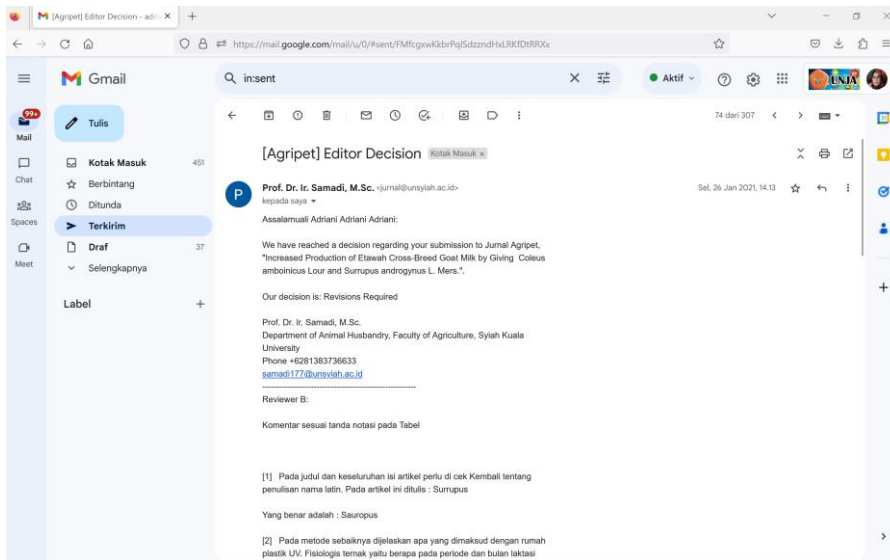 [Agripet] Editor Decision - adri
https://mail.google.com/mail/u/0/#sent/FMfcgxwKkbrPqlSdzzndHxLRKfDtRRXx
Gmail
in:sent
Aktif
UNJA
99+
Mail
Chat
Spaces
Meet
Tulis
Kotak Masuk 451
Berbintang
Ditunda
Terkirim
Draf 37
Selengkapnya
Label
74 dari 307
[Agripet] Editor Decision Kotak Masuk x
P
Prof. Dr. Ir. Samadi, M.Sc. <jurnal@unsyiah.ac.id> Sel, 26 Jan 2021, 14.13
kepada saya
Assalamuali Adriani Adriani Adriani:
We have reached a decision regarding your submission to Jurnal Agripet,
"Increased Production of Etawah Cross-Breed Goat Milk by Giving Coleus
amboinicus Lour and Surrupus androgynus L. Mers.".
Our decision is: Revisions Required
Prof. Dr. Ir. Samadi, M.Sc.
Department of Animal Husbandry, Faculty of Agriculture, Syiah Kuala
University
Phone +6281383736633
samadi177@unsyiah.ac.id
------------------------------------------------------
Reviewer B:
Komentar sesuai tanda notasi pada Tabel
[1] Pada judul dan keseluruhan isi artikel perlu di cek Kembali tentang
penulisan nama latin. Pada artikel ini ditulis : Surrupus
Yang benar adalah : Sauropus
[2] Pada metode sebaiknya dijelaskan apa yang dimaksud dengan rumah
plastik UV. Fisiologis ternak yaitu berapa pada periode dan bulan laktasi